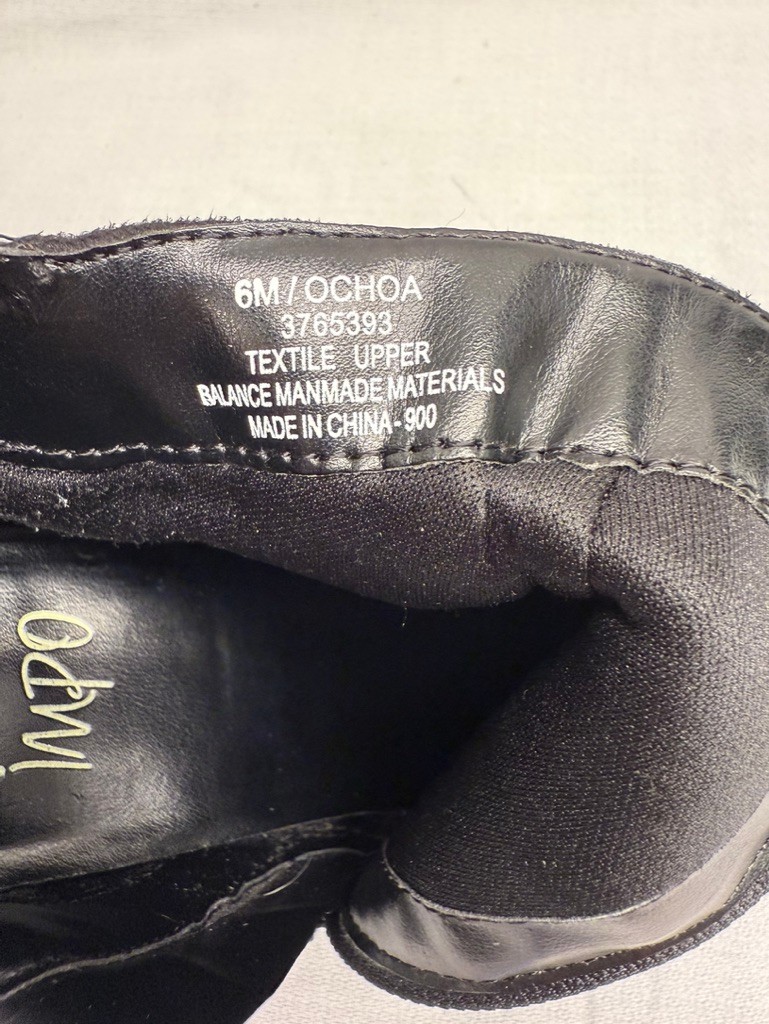 6M / OCHOA
3765393
TEXTILE UPPER
BALANCE MANMADE MATERIALS
MADE IN CHINA - 900
impo